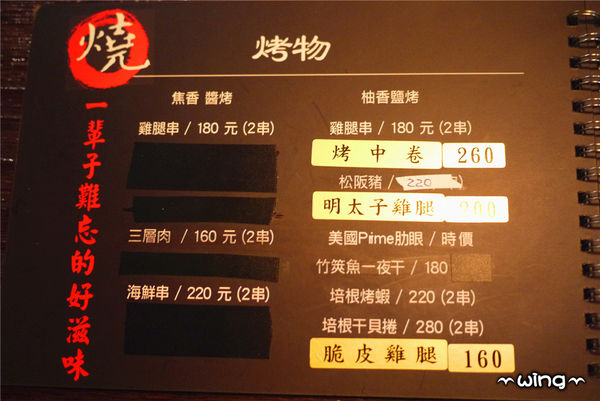 燒
烤物
一輩子難忘的好滋味
焦香 醬烤
雞腿串 / 180 元 (2串)
三層肉 / 160 元 (2串)
海鮮串 / 220 元 (2串)
柚香鹽烤
雞腿串 / 180 元 (2串)
烤中卷 260
松阪豬 / 220
明太子雞腿 200
美國Prime肋眼 / 時價
竹筴魚一夜干 / 180
培根烤蝦 / 220 (2串)
培根干貝捲 / 280 (2串)
脆皮雞腿 160
~wing~